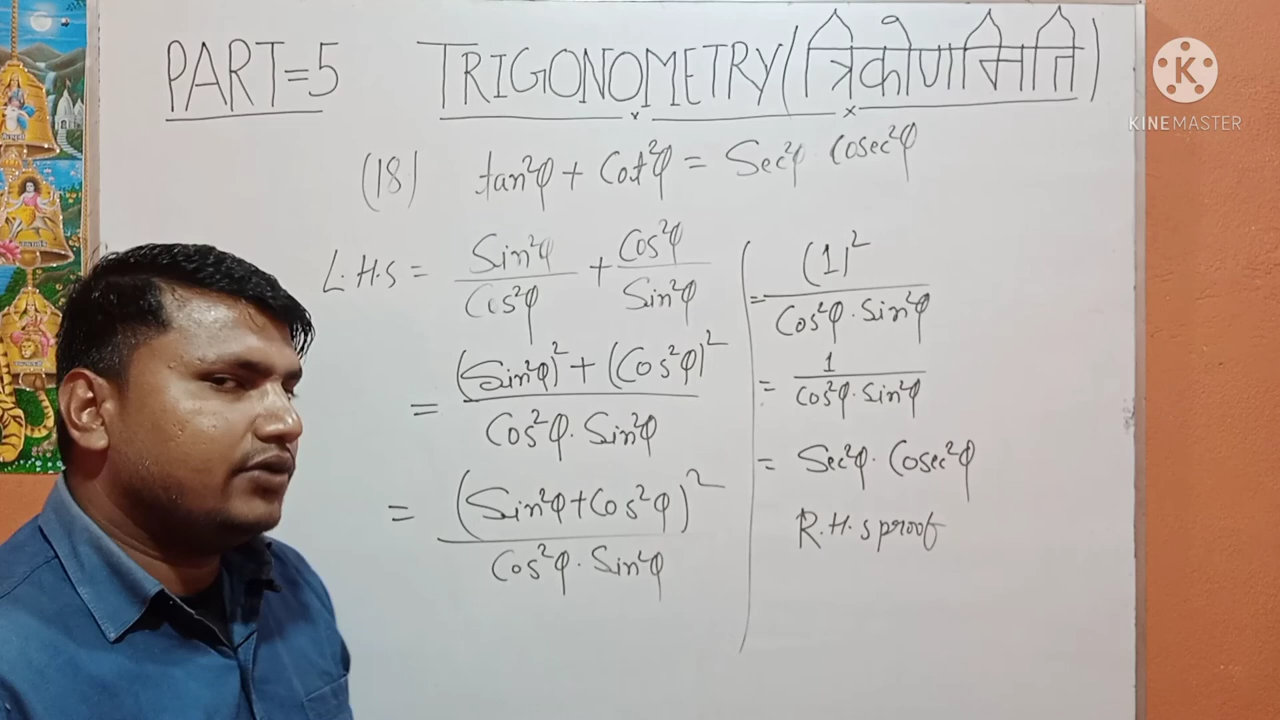 PART=5 TRIGONOMETRY (त्रिकोणामिति)
KINEMASTER
(18) tan²φ + Cot²φ = Sec²φ Cosec²φ
L.H.S = Sin²φ/Cos²φ + Cos²φ/Sin²φ
= (Sin²φ)² + (Cos²φ)² / Cos²φ · Sin²φ
= (Sin²φ + Cos²φ)² / Cos²φ · Sin²φ
= (1)² / Cos²φ · Sin²φ
= 1 / Cos²φ · Sin²φ
= Sec²φ · Cosec²φ
R.H.S proof